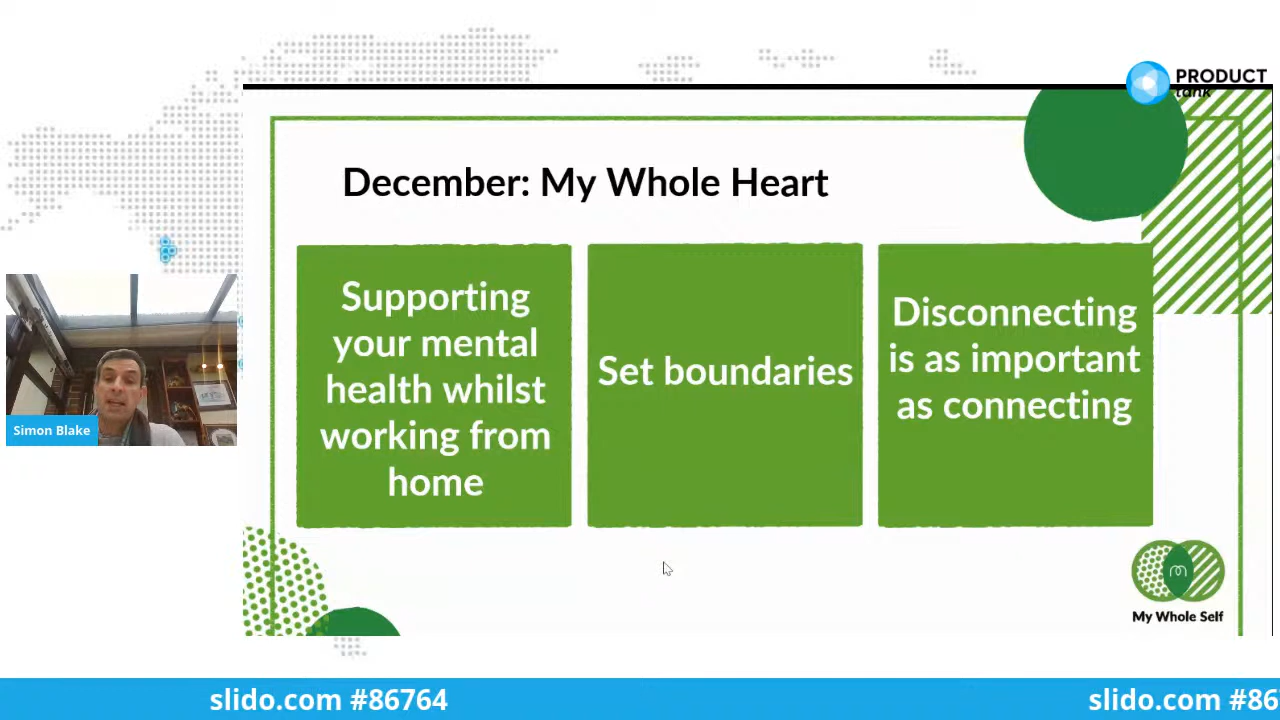 PRODUCT
tank
December: My Whole Heart
Supporting
your mental
health whilst
working from
home
Set boundaries
Disconnecting
is as important
as connecting
Simon Blake
My Whole Self
slido.com #86764
slido.com #86